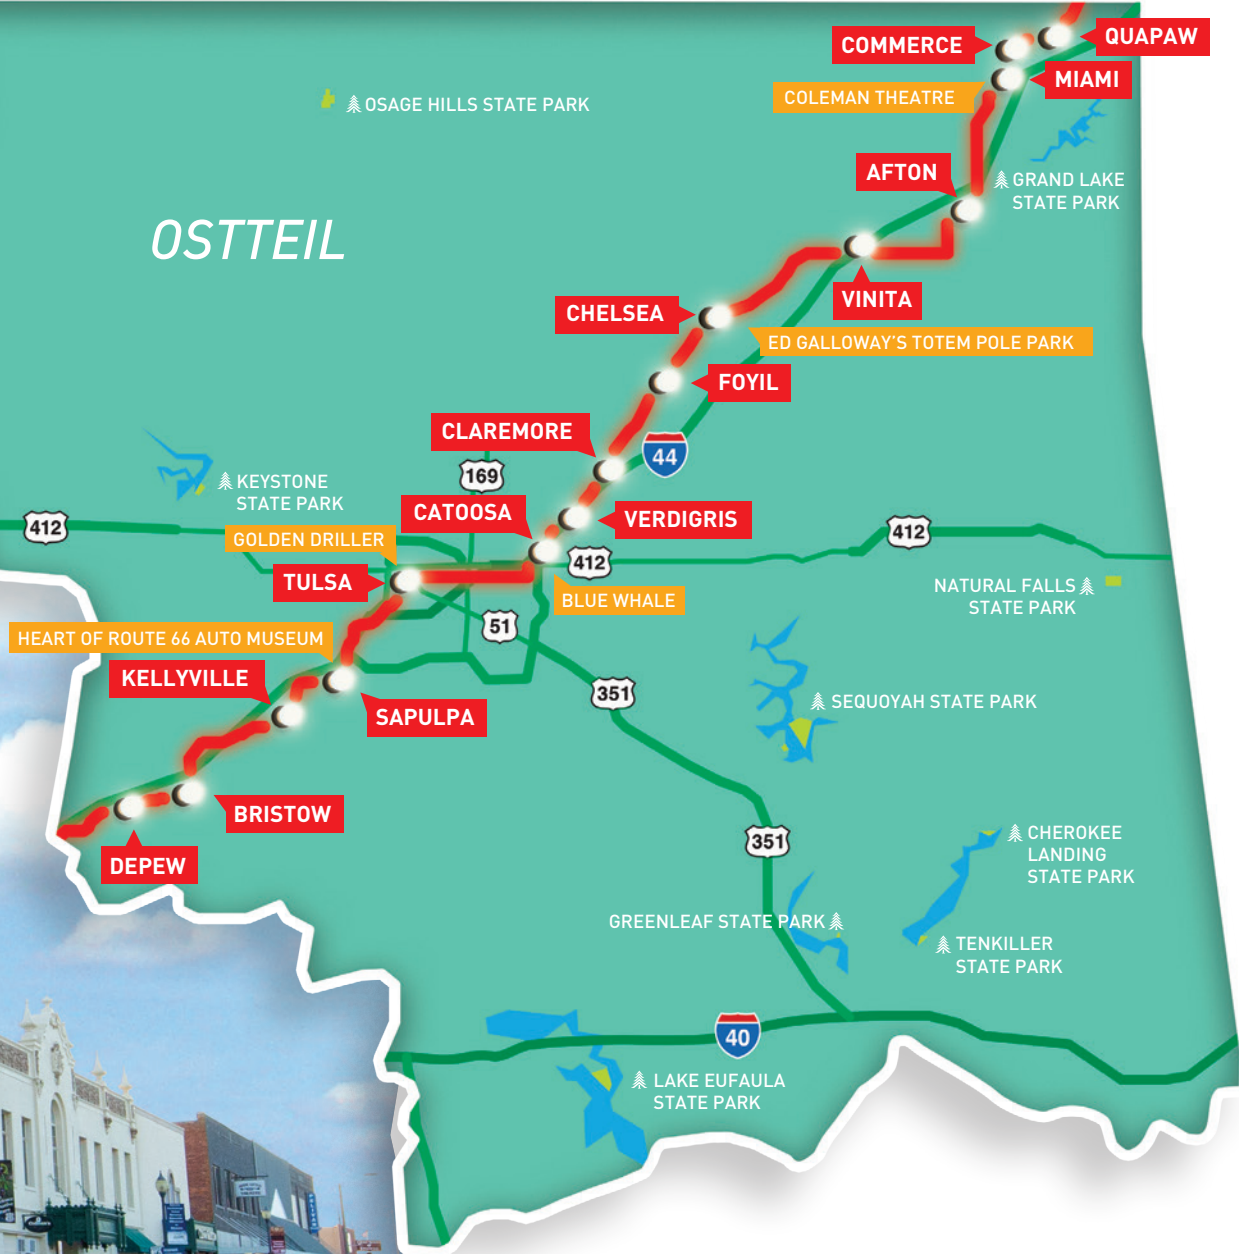 COMMERCE
QUAPAW
MIAMI
COLEMAN THEATRE
OSAGE HILLS STATE PARK
AFTON
GRAND LAKE
STATE PARK
OSTTEIL
VINITA
CHELSEA
ED GALLOWAY'S TOTEM POLE PARK
FOYIL
CLAREMORE
44
169
KEYSTONE
STATE PARK
CATOOSA
VERDIGRIS
412
412
GOLDEN DRILLER
412
TULSA
NATURAL FALLS
STATE PARK
BLUE WHALE
51
HEART OF ROUTE 66 AUTO MUSEUM
KELLYVILLE
351
SEQUOYAH STATE PARK
SAPULPA
BRISTOW
DEPEW
351
CHEROKEE
LANDING
STATE PARK
GREENLEAF STATE PARK
TENKILLER
STATE PARK
40
LAKE EUFAULA
STATE PARK